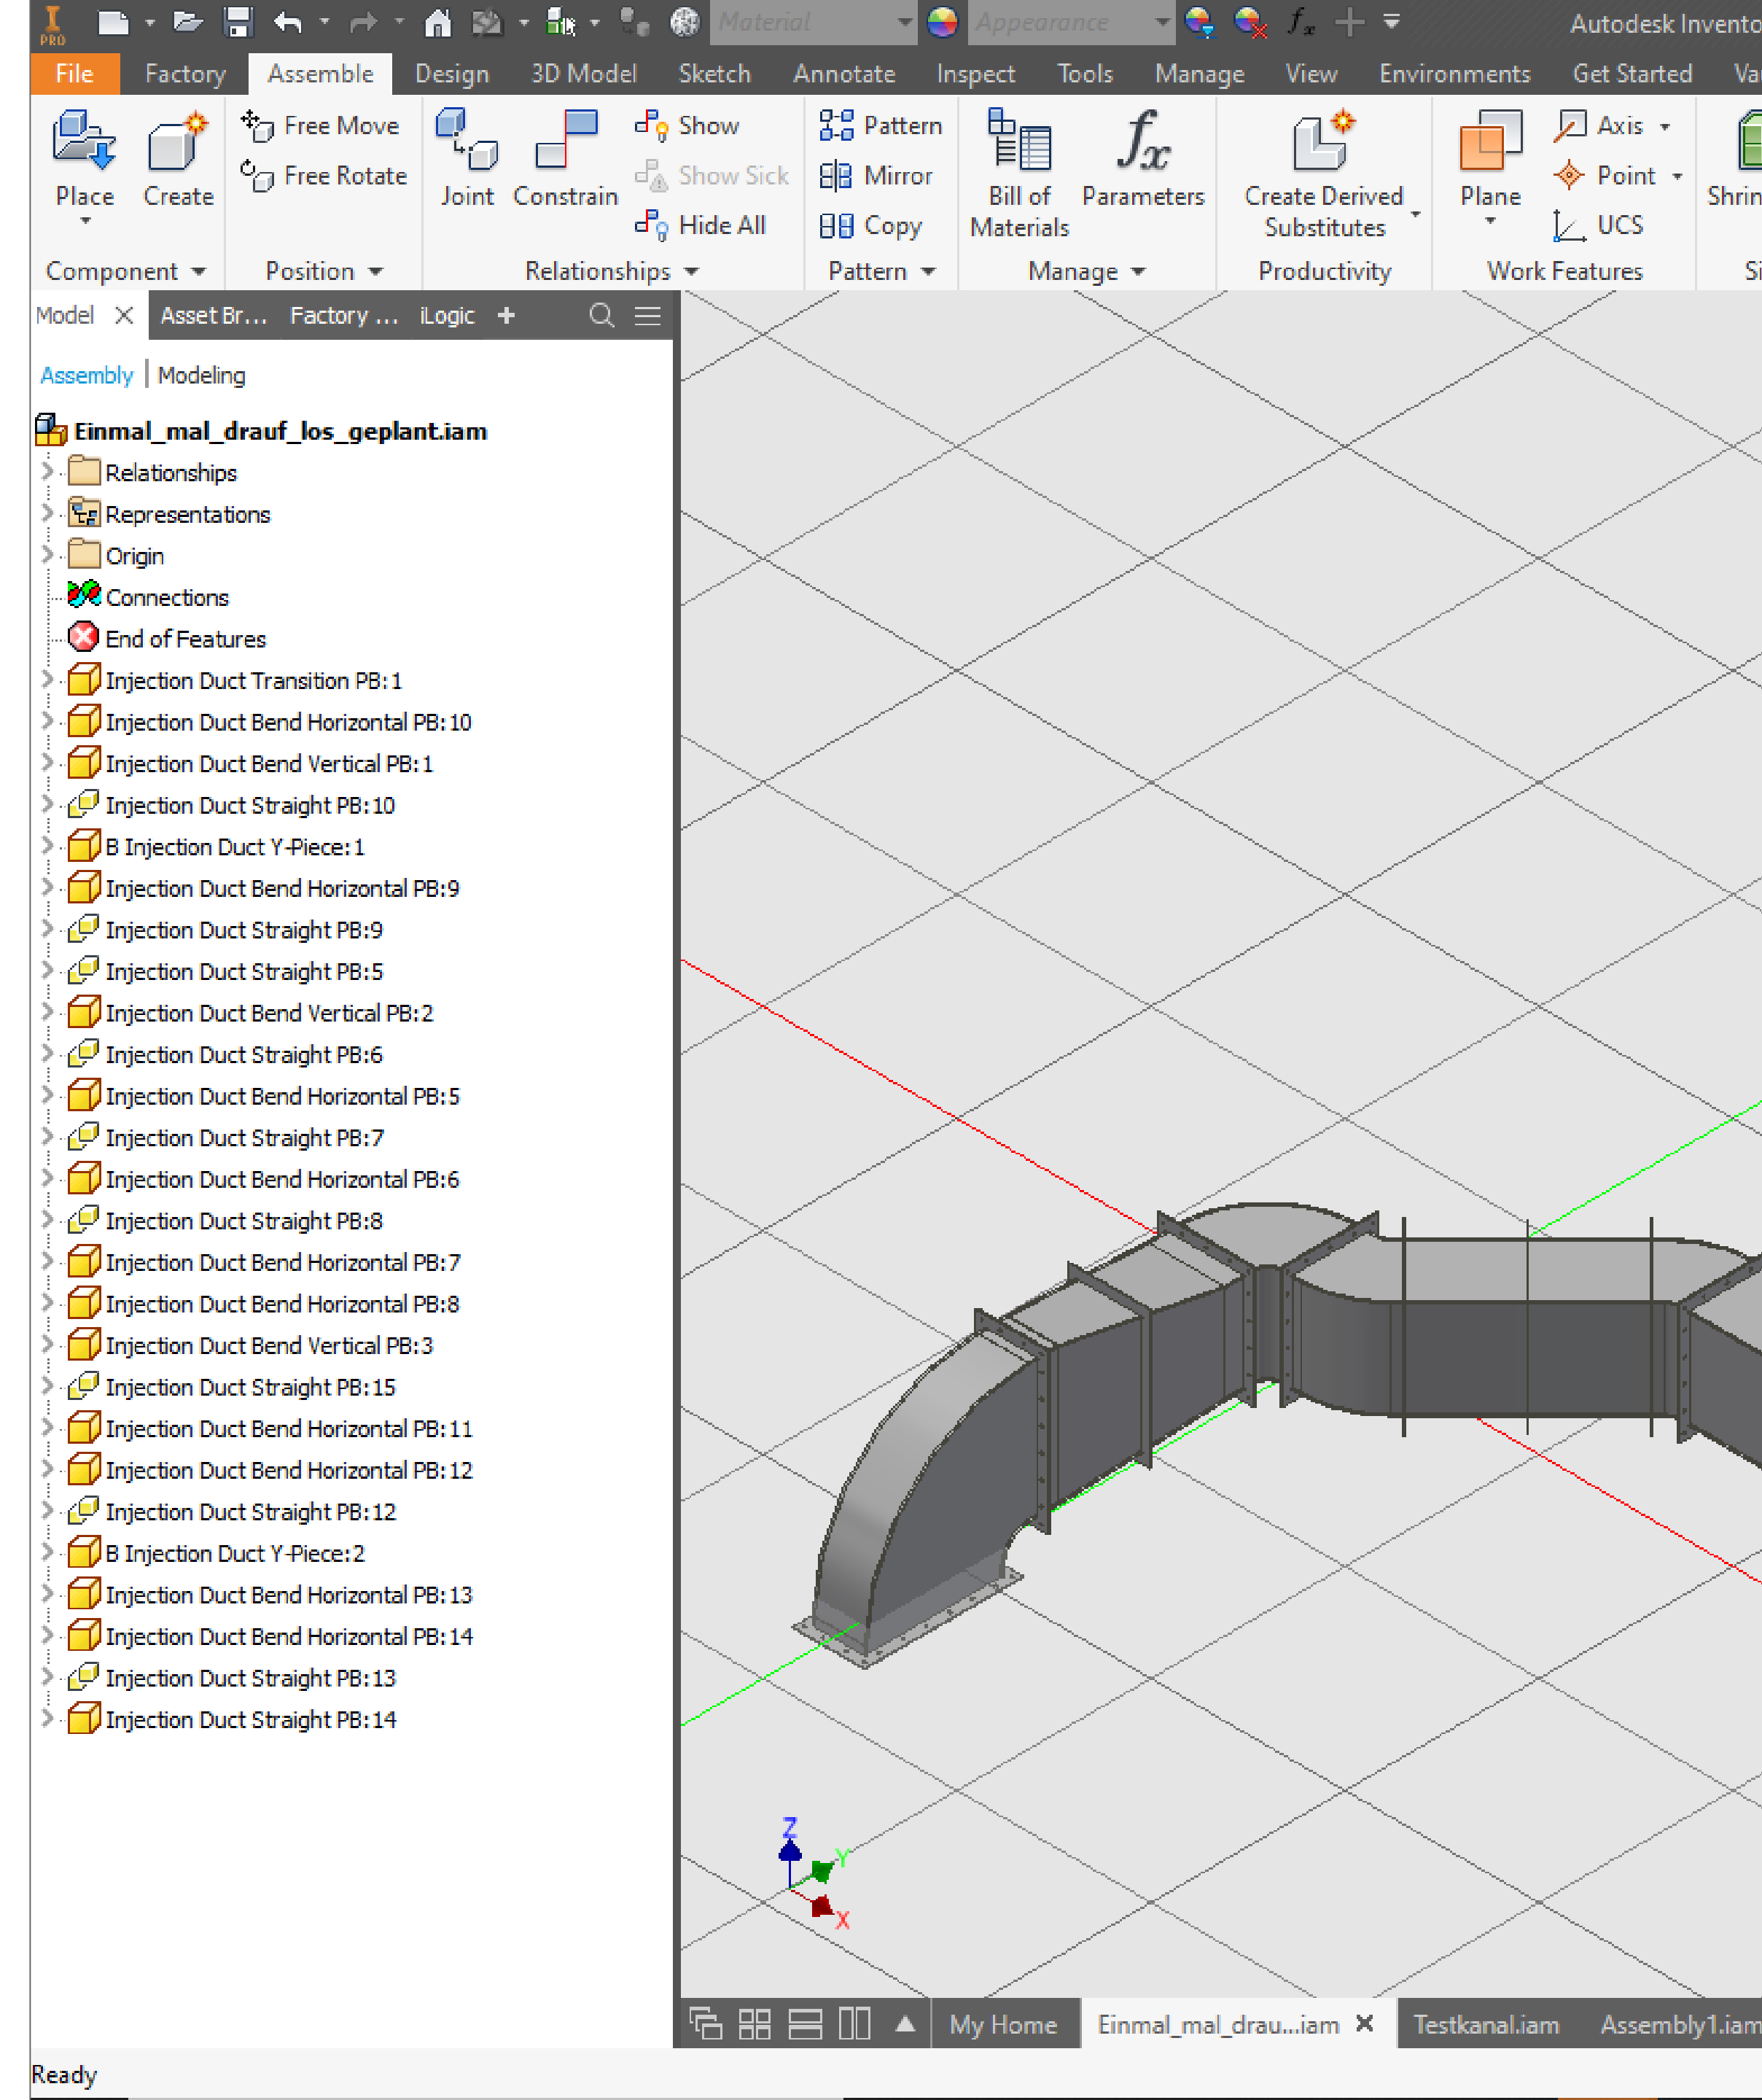 PRO Material Appearance fx Autodesk Invento
File Factory Assemble Design 3D Model Sketch Annotate Inspect Tools Manage View Environments Get Started Va
Place
Create
Free Move
Free Rotate
Joint
Constrain
Show
Show Sick
Hide All
Pattern
Mirror
Copy
Bill of
Materials
fx
Parameters
Create Derived
Substitutes
Plane
Axis
Point
UCS
Shrin
Component Position Relationships Pattern Manage Productivity Work Features Si
Model Asset Br... Factory ... iLogic +
Assembly | Modeling
Einmal_mal_drauf_los_geplant.iam
Relationships
Representations
Origin
Connections
End of Features
Injection Duct Transition PB:1
Injection Duct Bend Horizontal PB:10
Injection Duct Bend Vertical PB:1
Injection Duct Straight PB:10
B Injection Duct Y-Piece:1
Injection Duct Bend Horizontal PB:9
Injection Duct Straight PB:9
Injection Duct Straight PB:5
Injection Duct Bend Vertical PB:2
Injection Duct Straight PB:6
Injection Duct Bend Horizontal PB:5
Injection Duct Straight PB:7
Injection Duct Bend Horizontal PB:6
Injection Duct Straight PB:8
Injection Duct Bend Horizontal PB:7
Injection Duct Bend Horizontal PB:8
Injection Duct Bend Vertical PB:3
Injection Duct Straight PB:15
Injection Duct Bend Horizontal PB:11
Injection Duct Bend Horizontal PB:12
Injection Duct Straight PB:12
B Injection Duct Y-Piece:2
Injection Duct Bend Horizontal PB:13
Injection Duct Bend Horizontal PB:14
Injection Duct Straight PB:13
Injection Duct Straight PB:14
Z
Y
X
My Home Einmal_mal_drau...iam Testkanal.iam Assembly1.iam
Ready